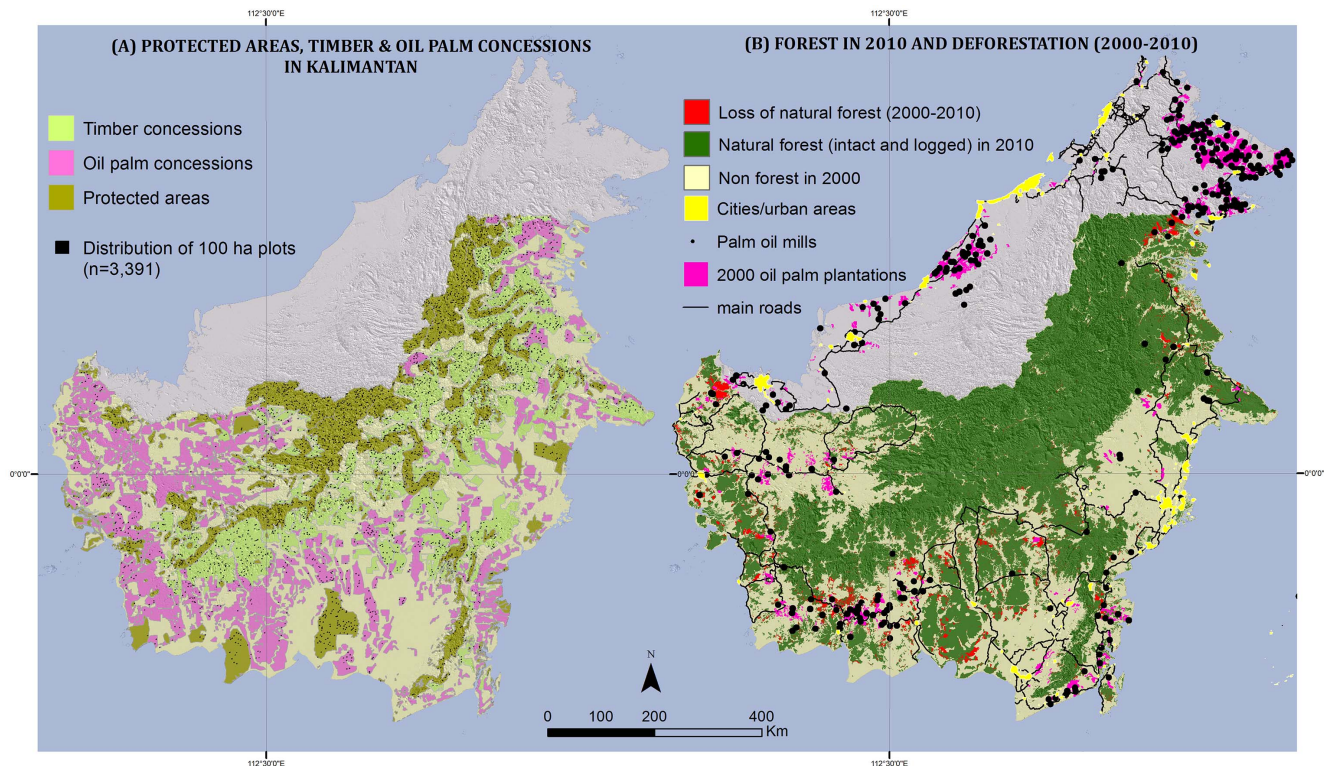 112°30'0"E
112°30'0"E
(A) PROTECTED AREAS, TIMBER & OIL PALM CONCESSIONS
IN KALIMANTAN
Timber concessions
Oil palm concessions
Protected areas
Distribution of 100 ha plots
(n=3,391)
(B) FOREST IN 2010 AND DEFORESTATION (2000-2010)
Loss of natural forest (2000-2010)
Natural forest (intact and logged) in 2010
Non forest in 2000
Cities/urban areas
Palm oil mills
2000 oil palm plantations
main roads
0°0'0"
0°0'0"
0°0'0"
N
0 100 200 400
Km
112°30'0"E
112°30'0"E